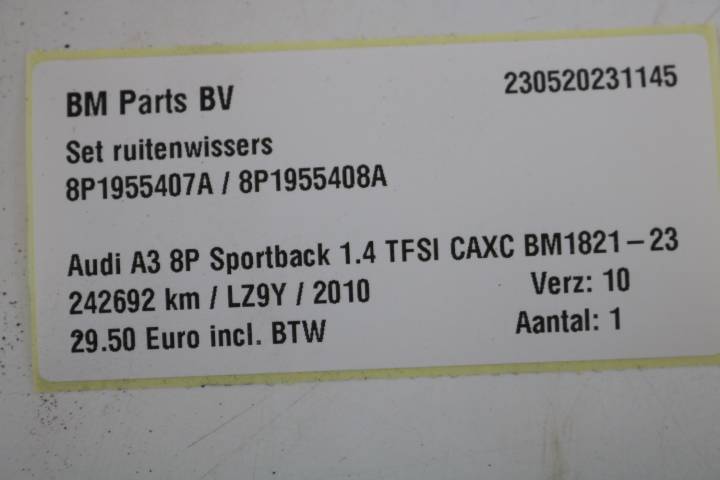 BM Parts BV 230520231145
Set ruitenwissers
8P1955407A / 8P1955408A
Audi A3 8P Sportback 1.4 TFSI CAXC BM1821-23
242692 km / LZ9Y / 2010 Verz: 10
29.50 Euro incl. BTW Aantal: 1